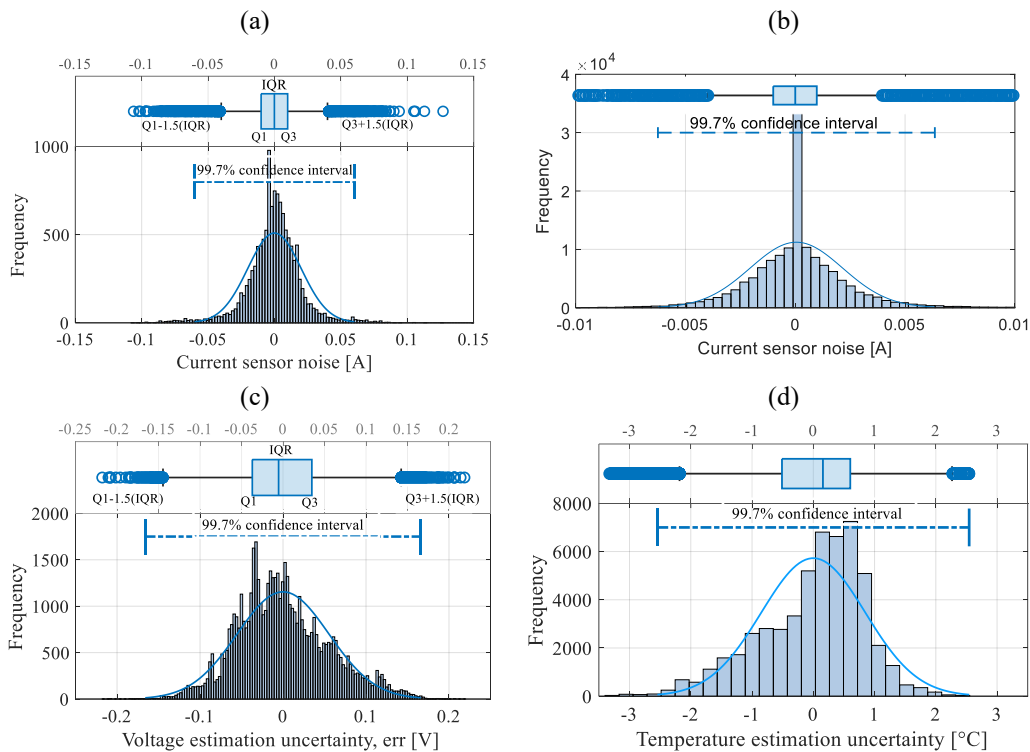 (a)
-0.15 -0.1 -0.05 0 0.05 0.1 0.15
IQR
Q1-1.5(IQR) Q1 Q3 Q3+1.5(IQR)
99.7% confidence interval
1000
500
0
Frequency
-0.15 -0.1 -0.05 0 0.05 0.1 0.15
Current sensor noise [A]
(b)
×10⁴
4
99.7% confidence interval
3
2
1
0
Frequency
-0.01 -0.005 0 0.005 0.01
Current sensor noise [A]
(c)
-0.25 -0.2 -0.15 -0.1 -0.05 0 0.05 0.1 0.15 0.2
IQR
Q1-1.5(IQR) Q1 Q3 Q3+1.5(IQR)
99.7% confidence interval
2000
1500
1000
500
0
Frequency
-0.2 -0.1 0 0.1 0.2
Voltage estimation uncertainty, err [V]
(d)
-3 -2 -1 0 1 2 3
99.7% confidence interval
8000
6000
4000
2000
0
Frequency
-3 -2 -1 0 1 2 3
Temperature estimation uncertainty [°C]